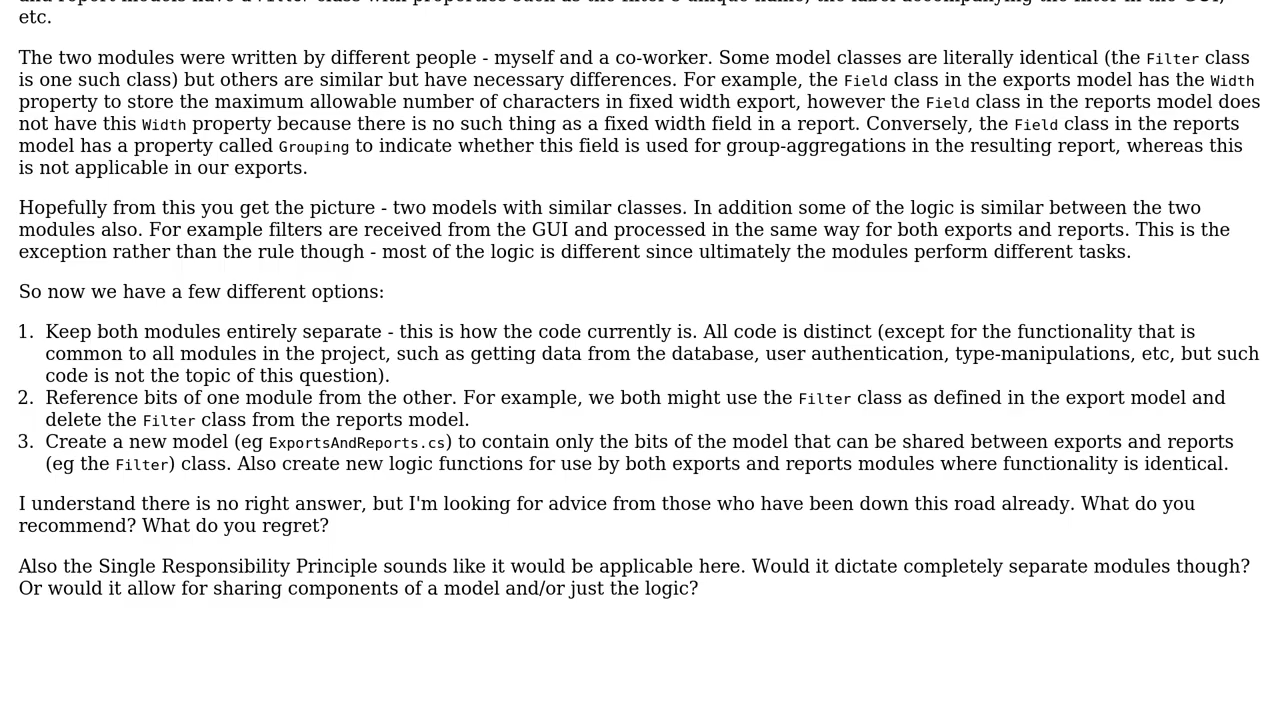 etc.
The two modules were written by different people - myself and a co-worker. Some model classes are literally identical (the Filter class
is one such class) but others are similar but have necessary differences. For example, the Field class in the exports model has the Width
property to store the maximum allowable number of characters in fixed width export, however the Field class in the reports model does
not have this Width property because there is no such thing as a fixed width field in a report. Conversely, the Field class in the reports
model has a property called Grouping to indicate whether this field is used for group-aggregations in the resulting report, whereas this
is not applicable in our exports.
Hopefully from this you get the picture - two models with similar classes. In addition some of the logic is similar between the two
modules also. For example filters are received from the GUI and processed in the same way for both exports and reports. This is the
exception rather than the rule though - most of the logic is different since ultimately the modules perform different tasks.
So now we have a few different options:
1. Keep both modules entirely separate - this is how the code currently is. All code is distinct (except for the functionality that is
common to all modules in the project, such as getting data from the database, user authentication, type-manipulations, etc, but such
code is not the topic of this question).
2. Reference bits of one module from the other. For example, we both might use the Filter class as defined in the export model and
delete the Filter class from the reports model.
3. Create a new model (eg ExportsAndReports.cs) to contain only the bits of the model that can be shared between exports and reports
(eg the Filter) class. Also create new logic functions for use by both exports and reports modules where functionality is identical.
I understand there is no right answer, but I'm looking for advice from those who have been down this road already. What do you
recommend? What do you regret?
Also the Single Responsibility Principle sounds like it would be applicable here. Would it dictate completely separate modules though?
Or would it allow for sharing components of a model and/or just the logic?